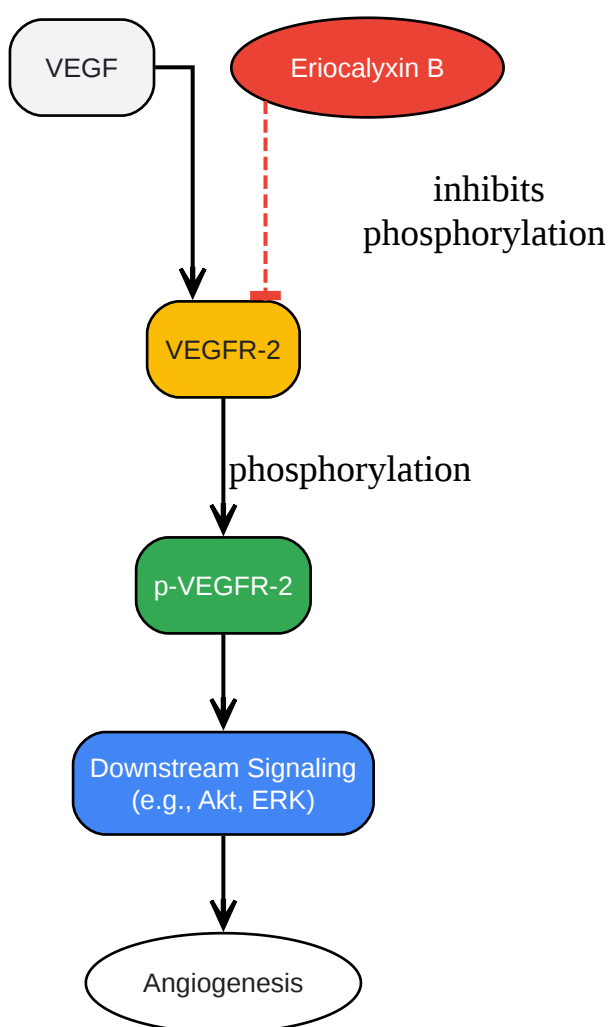 VEGF
Eriocalyxin B
inhibits
phosphorylation
VEGFR-2
phosphorylation
p-VEGFR-2
Downstream Signaling
(e.g., Akt, ERK)
Angiogenesis